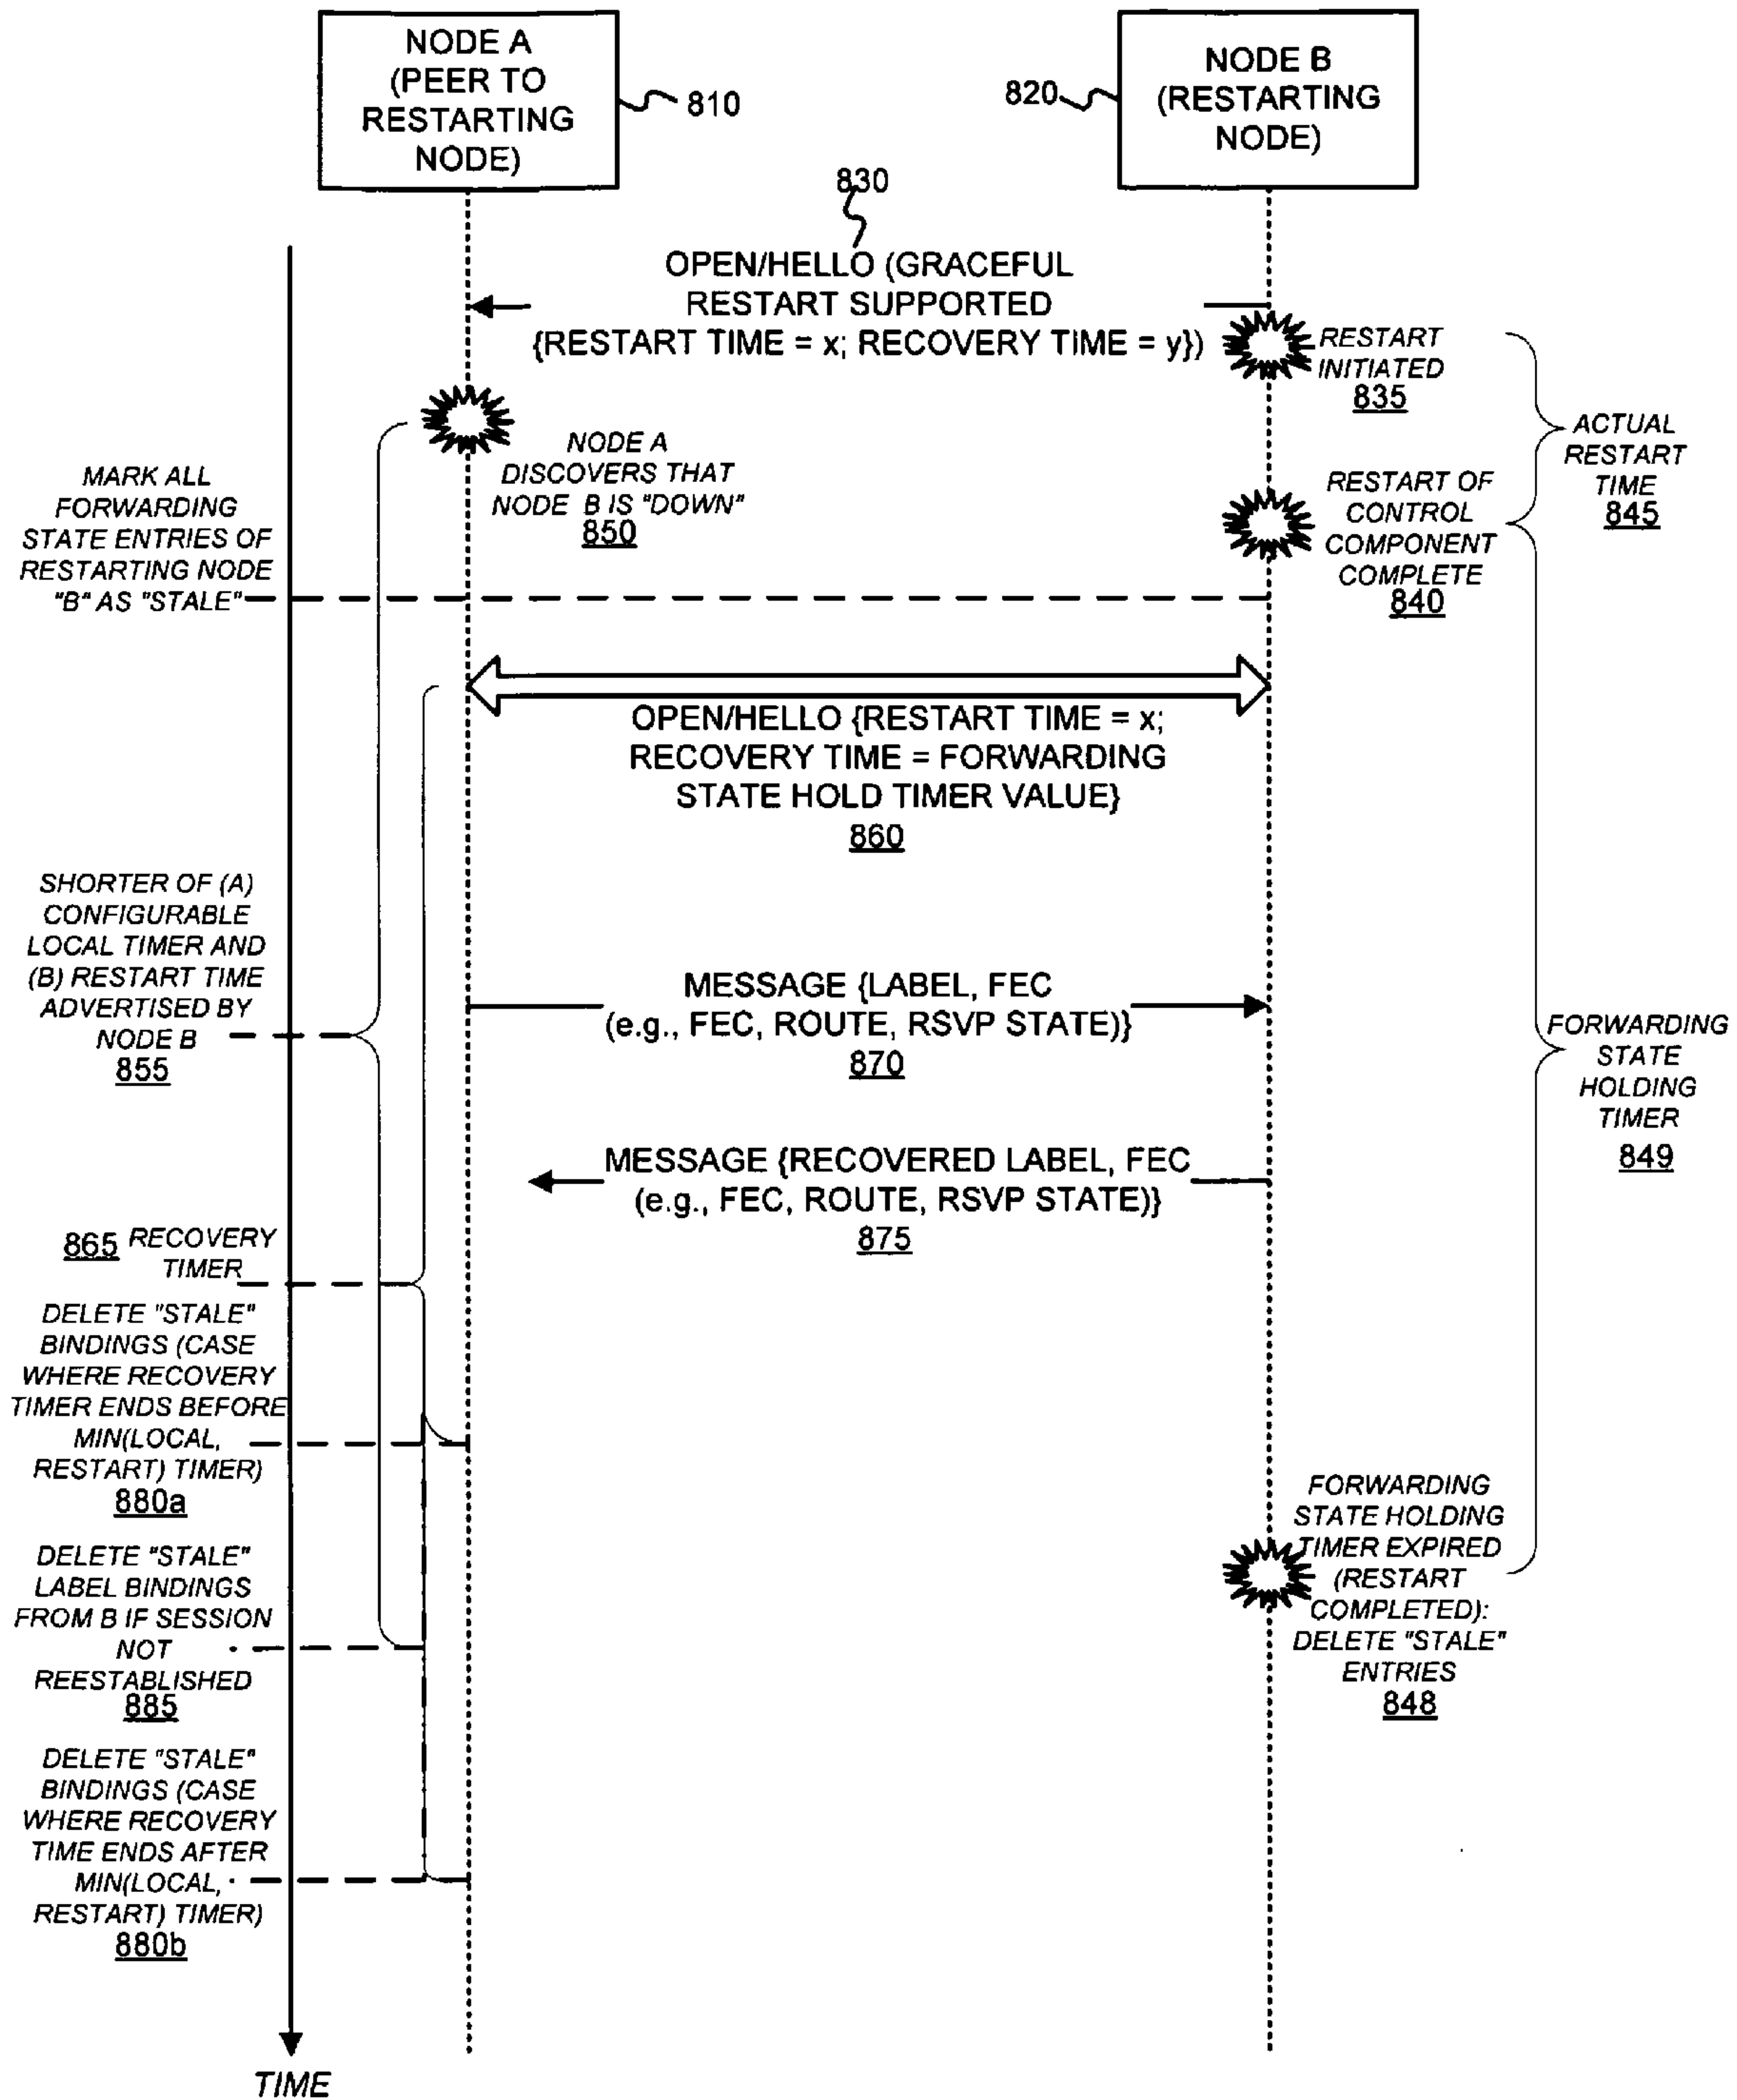 NODE A
(PEER TO
RESTARTING
NODE)
810
NODE B
(RESTARTING
NODE)
820
830
OPEN/HELLO (GRACEFUL
RESTART SUPPORTED
{RESTART TIME = x; RECOVERY TIME = y})
RESTART
INITIATED
835
ACTUAL
RESTART
TIME
845
NODE A
DISCOVERS THAT
NODE B IS "DOWN"
850
MARK ALL
FORWARDING
STATE ENTRIES OF
RESTARTING NODE
"B" AS "STALE"
RESTART OF
CONTROL
COMPONENT
COMPLETE
840
OPEN/HELLO {RESTART TIME = x;
RECOVERY TIME = FORWARDING
STATE HOLD TIMER VALUE}
860
SHORTER OF (A)
CONFIGURABLE
LOCAL TIMER AND
(B) RESTART TIME
ADVERTISED BY
NODE B
855
MESSAGE {LABEL, FEC
(e.g., FEC, ROUTE, RSVP STATE)}
870
FORWARDING
STATE
HOLDING
TIMER
849
MESSAGE {RECOVERED LABEL, FEC
(e.g., FEC, ROUTE, RSVP STATE)}
875
865 RECOVERY
TIMER
DELETE "STALE"
BINDINGS (CASE
WHERE RECOVERY
TIMER ENDS BEFORE
MIN(LOCAL,
RESTART) TIMER)
880a
FORWARDING
STATE HOLDING
TIMER EXPIRED
(RESTART
COMPLETED):
DELETE "STALE"
ENTRIES
848
DELETE "STALE"
LABEL BINDINGS
FROM B IF SESSION
NOT
REESTABLISHED
885
DELETE "STALE"
BINDINGS (CASE
WHERE RECOVERY
TIME ENDS AFTER
MIN(LOCAL,
RESTART) TIMER)
880b
TIME